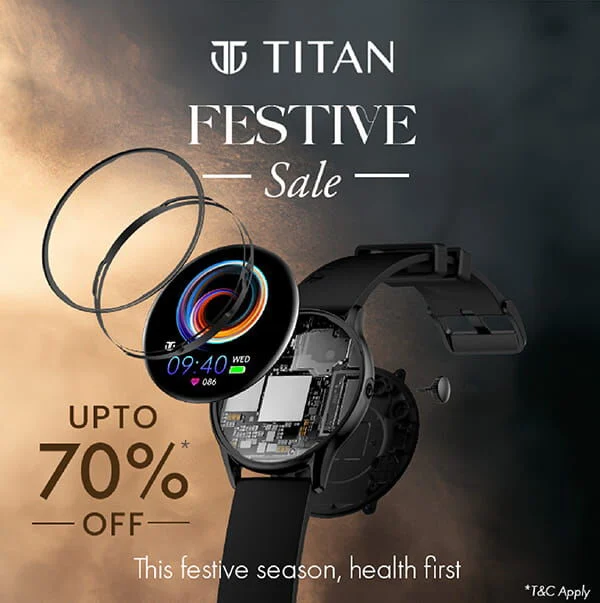 TITAN
FESTIVE
Sale
09:40 WED
086
UPTO
70%*
OFF
This festive season, health first
*T&C Apply